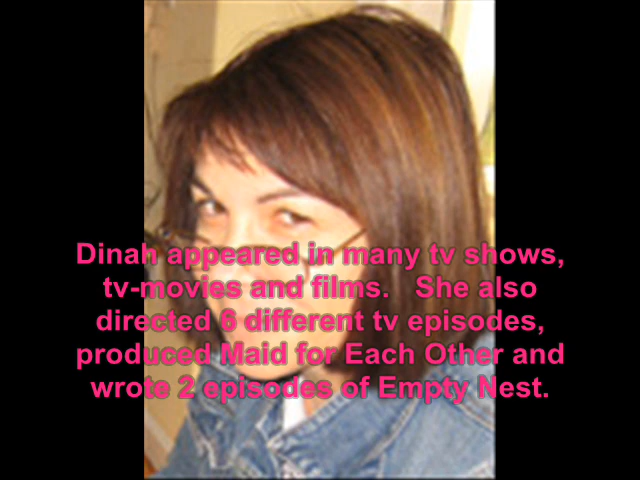 Dinah appeared in many tv shows,
tv-movies and films. She also
directed 6 different tv episodes,
produced Maid for Each Other and
wrote 2 episodes of Empty Nest.